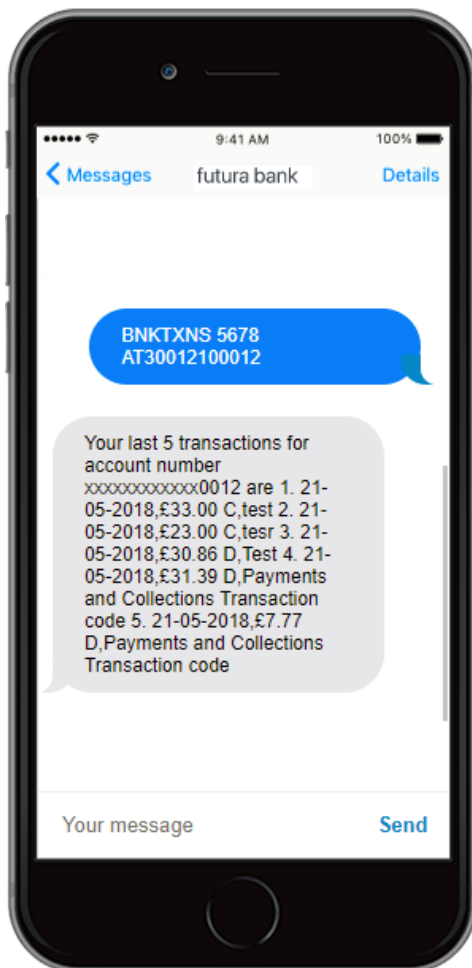 9:41 AM
100%
Messages
futura bank
Details
BNKTXNS 5678
AT30012100012
Your last 5 transactions for
account number
xxxxxxxxxxxx0012 are 1. 21-
05-2018,£33.00 C,test 2. 21-
05-2018,£23.00 C,tesr 3. 21-
05-2018,£30.86 D,Test 4. 21-
05-2018,£31.39 D,Payments
and Collections Transaction
code 5. 21-05-2018,£7.77
D,Payments and Collections
Transaction code
Your message
Send